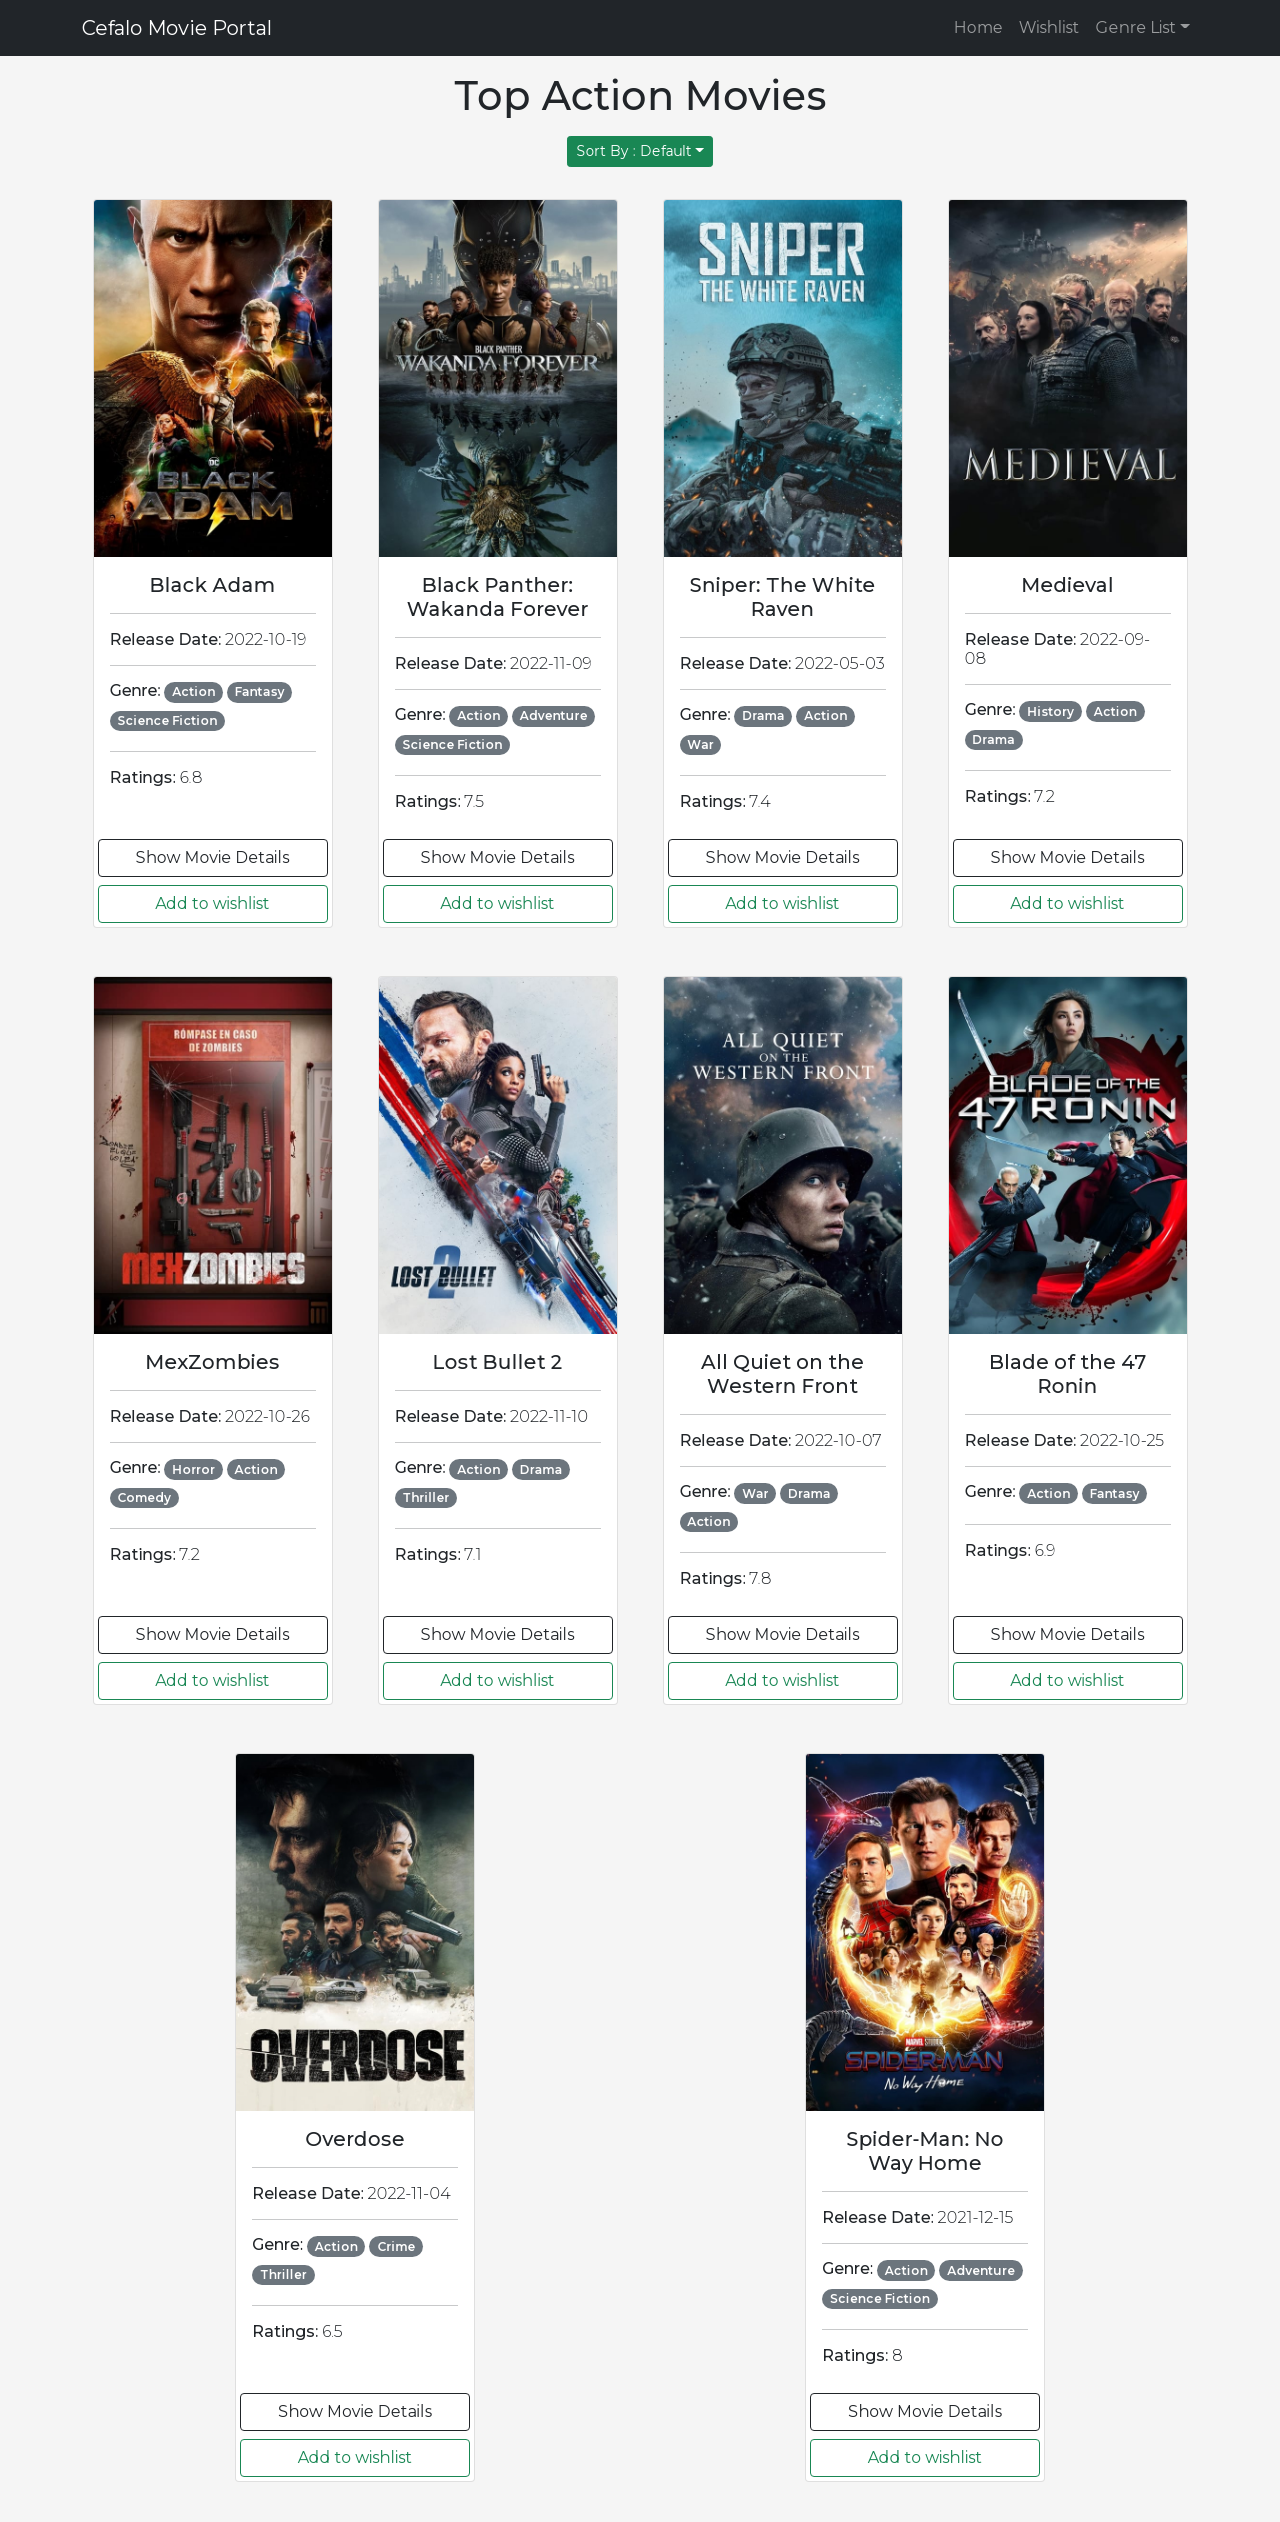 Cefalo Movie Portal
Home Wishlist Genre List
Top Action Movies
Sort By : Default
DC
BLACK
ADAM
Black Adam
Release Date: 2022-10-19
Genre: Action Fantasy
Science Fiction
Ratings: 6.8
Show Movie Details
Add to wishlist
BLACK PANTHER:
WAKANDA FOREVER
Black Panther:
Wakanda Forever
Release Date: 2022-11-09
Genre: Action Adventure
Science Fiction
Ratings: 7.5
Show Movie Details
Add to wishlist
SNIPER
THE WHITE RAVEN
Sniper: The White
Raven
Release Date: 2022-05-03
Genre: Drama Action
War
Ratings: 7.4
Show Movie Details
Add to wishlist
MEDIEVAL
Medieval
Release Date: 2022-09-
08
Genre: History Action
Drama
Ratings: 7.2
Show Movie Details
Add to wishlist
RÓMPASE EN CASO
DE ZOMBIES
MEXZOMBIES
MexZombies
Release Date: 2022-10-26
Genre: Horror Action
Comedy
Ratings: 7.2
Show Movie Details
Add to wishlist
LOST BULLET
2
Lost Bullet 2
Release Date: 2022-11-10
Genre: Action Drama
Thriller
Ratings: 7.1
Show Movie Details
Add to wishlist
ALL QUIET
ON THE
WESTERN FRONT
All Quiet on the
Western Front
Release Date: 2022-10-07
Genre: War Drama
Action
Ratings: 7.8
Show Movie Details
Add to wishlist
BLADE OF THE
47 RONIN
Blade of the 47
Ronin
Release Date: 2022-10-25
Genre: Action Fantasy
Ratings: 6.9
Show Movie Details
Add to wishlist
OVERDOSE
Overdose
Release Date: 2022-11-04
Genre: Action Crime
Thriller
Ratings: 6.5
Show Movie Details
Add to wishlist
MARVEL STUDIOS
SPIDER-MAN
NO WAY HOME
Spider-Man: No
Way Home
Release Date: 2021-12-15
Genre: Action Adventure
Science Fiction
Ratings: 8
Show Movie Details
Add to wishlist